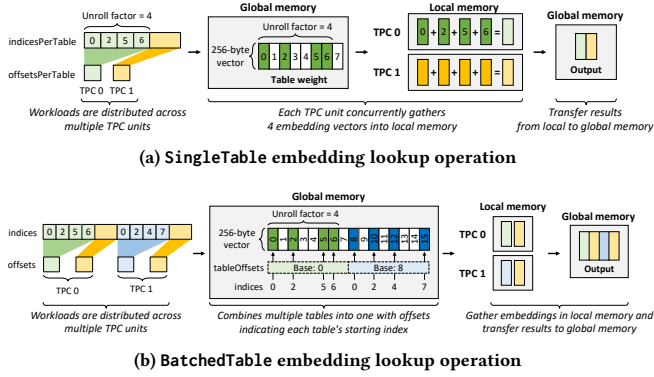 Unroll factor = 4
indicesPerTable
0 2 5 6
offsetsPerTable
TPC 0 TPC 1
Workloads are distributed across
multiple TPC units
Global memory
Unroll factor = 4
256-byte
vector
0 1 2 3 4 5 6 7
Table weight
Local memory
TPC 0
0 + 2 + 5 + 6 =
TPC 1
+ + + =
Each TPC unit concurrently gathers
4 embedding vectors into local memory
Global memory
Output
Transfer results
from local to global memory
(a) SingleTable embedding lookup operation
indices
0 2 5 6 0 2 4 7
offsets
TPC 0 TPC 1
Workloads are distributed across
multiple TPC units
Global memory
Unroll factor = 4
256-byte
vector
0 1 2 3 4 5 6 7 8 9 10 11 12 13 14 15
tableOffsets Base: 0 Base: 8
indices 0 2 5 6 0 2 4 7
Combines multiple tables into one with offsets
indicating each table's starting index
Local memory
TPC 0
TPC 1
Global memory
Output
Gather embeddings in local memory and
transfer results to global memory
(b) BatchedTable embedding lookup operation